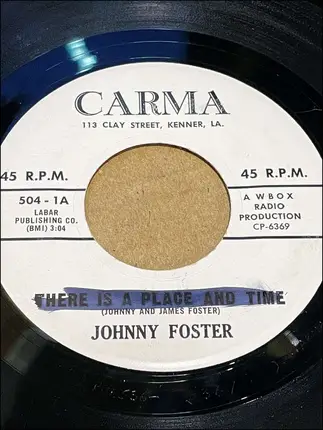 CARMA
113 CLAY STREET, KENNER, LA.
45 R.P.M.
45 R.P.M.
504 - 1A
LABAR
PUBLISHING CO.
(BMI) 3:04
A WBOX
RADIO
PRODUCTION
CP-6369
THERE IS A PLACE AND TIME
(JOHNNY AND JAMES FOSTER)
JOHNNY FOSTER